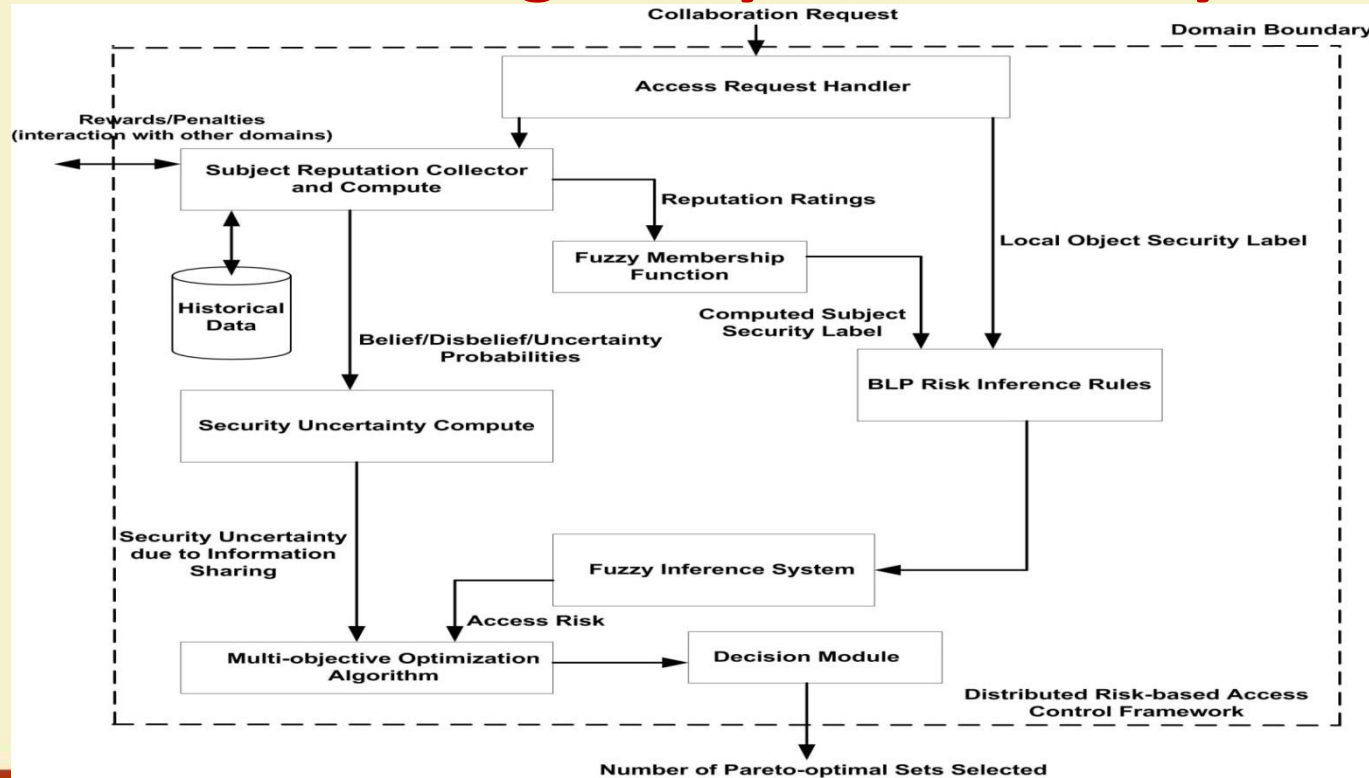 Collaboration Request
Domain Boundary
Access Request Handler
Rewards/Penalties
(interaction with other domains)
Subject Reputation Collector
and Compute
Reputation Ratings
Local Object Security Label
Fuzzy Membership
Function
Historical
Data
Computed Subject
Security Label
Belief/Disbelief/Uncertainty
Probabilities
BLP Risk Inference Rules
Security Uncertainty Compute
Security Uncertainty
due to Information
Sharing
Fuzzy Inference System
Access Risk
Multi-objective Optimization
Algorithm
Decision Module
Distributed Risk-based Access
Control Framework
Number of Pareto-optimal Sets Selected